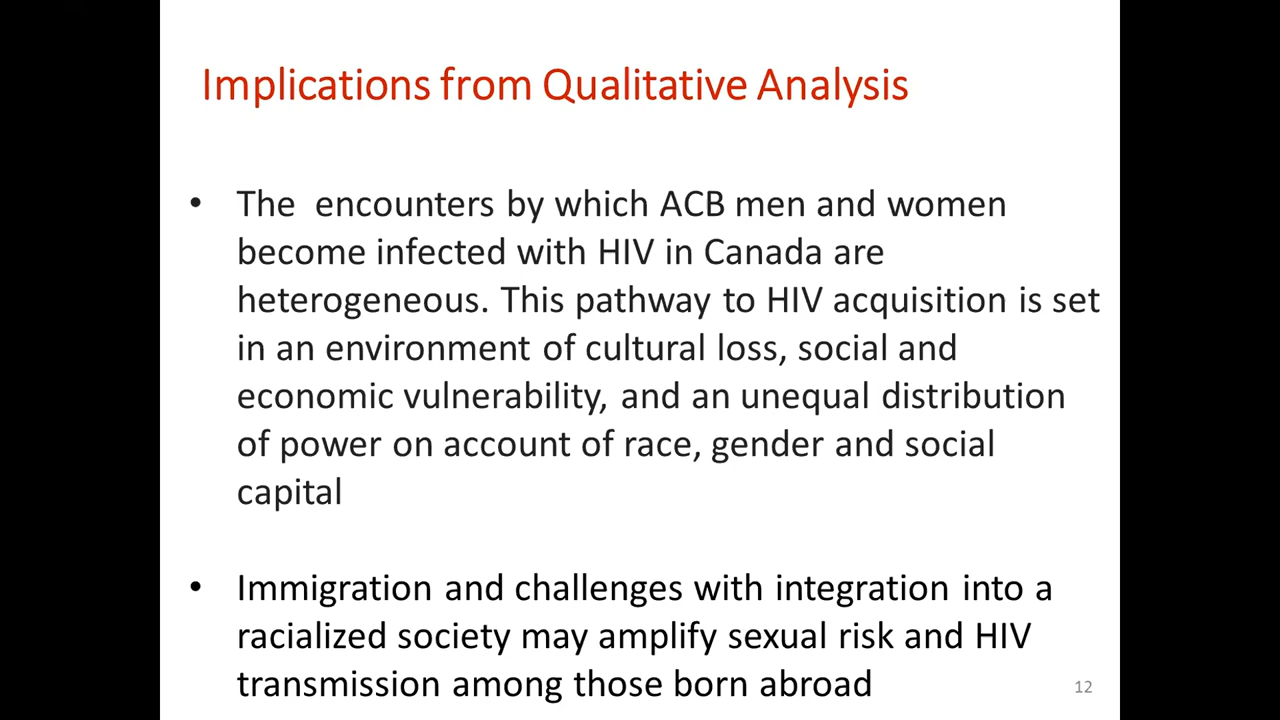 Implications from Qualitative Analysis
• The encounters by which ACB men and women
become infected with HIV in Canada are
heterogeneous. This pathway to HIV acquisition is set
in an environment of cultural loss, social and
economic vulnerability, and an unequal distribution
of power on account of race, gender and social
capital
• Immigration and challenges with integration into a
racialized society may amplify sexual risk and HIV
transmission among those born abroad
12